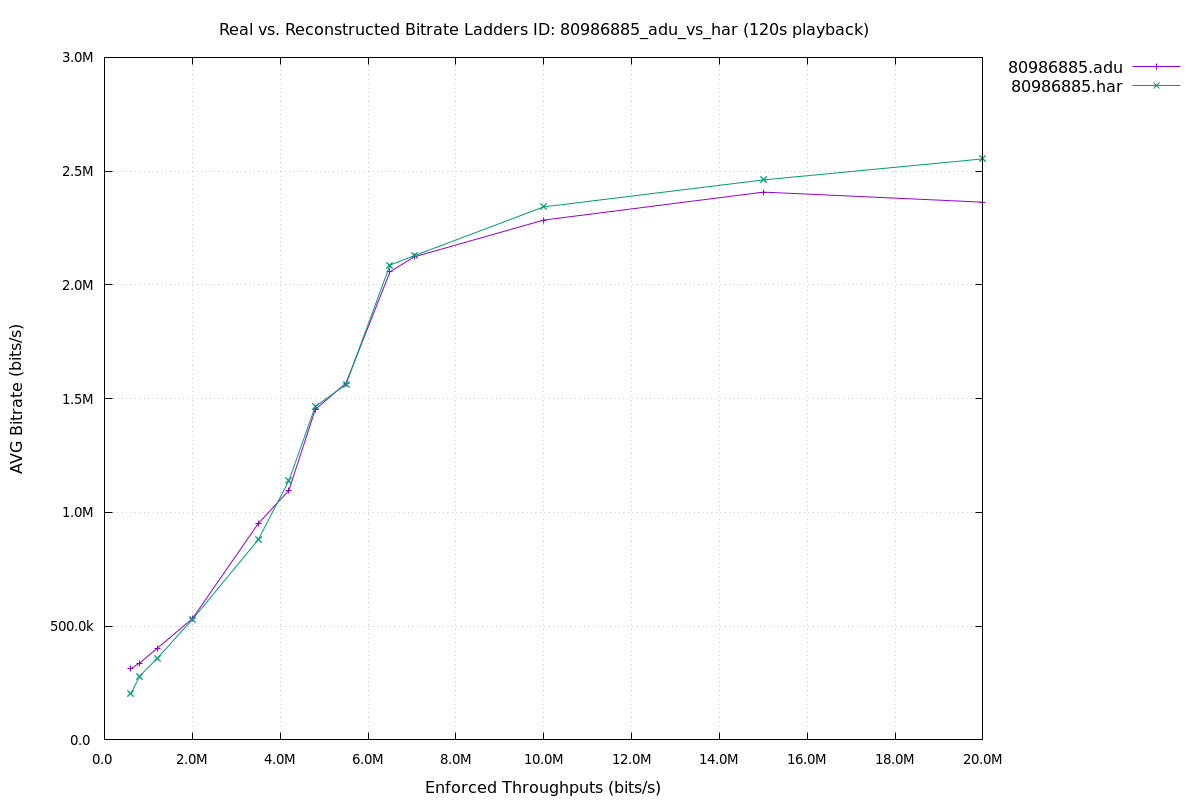 Real vs. Reconstructed Bitrate Ladders ID: 80986885_adu_vs_har (120s playback)
80986885.adu
80986885.har
3.0M
2.5M
2.0M
1.5M
1.0M
500.0k
0.0
AVG Bitrate (bits/s)
0.0 2.0M 4.0M 6.0M 8.0M 10.0M 12.0M 14.0M 16.0M 18.0M 20.0M
Enforced Throughputs (bits/s)